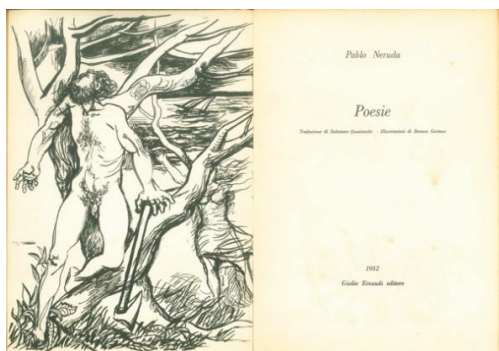 Pablo Neruda
Poesie
Traduzione di Salvatore Quasimodo - Illustrazioni di Renato Guttuso
1952
Giulio Einaudi editore